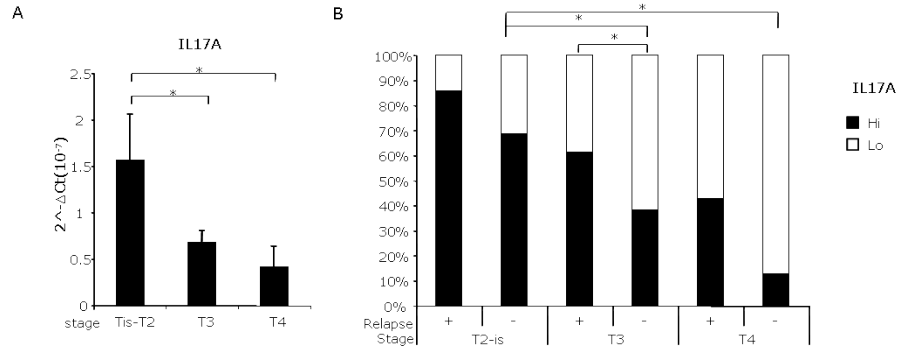 A
IL17A
2^-△Ct(10⁻⁷)
2.5
2
1.5
1
0.5
0
*
*
stage Tis-T2 T3 T4
B
*
*
*
100%
90%
80%
70%
60%
50%
40%
30%
20%
10%
0%
Relapse + - + - + -
Stage T2-is T3 T4
IL17A
Hi
Lo